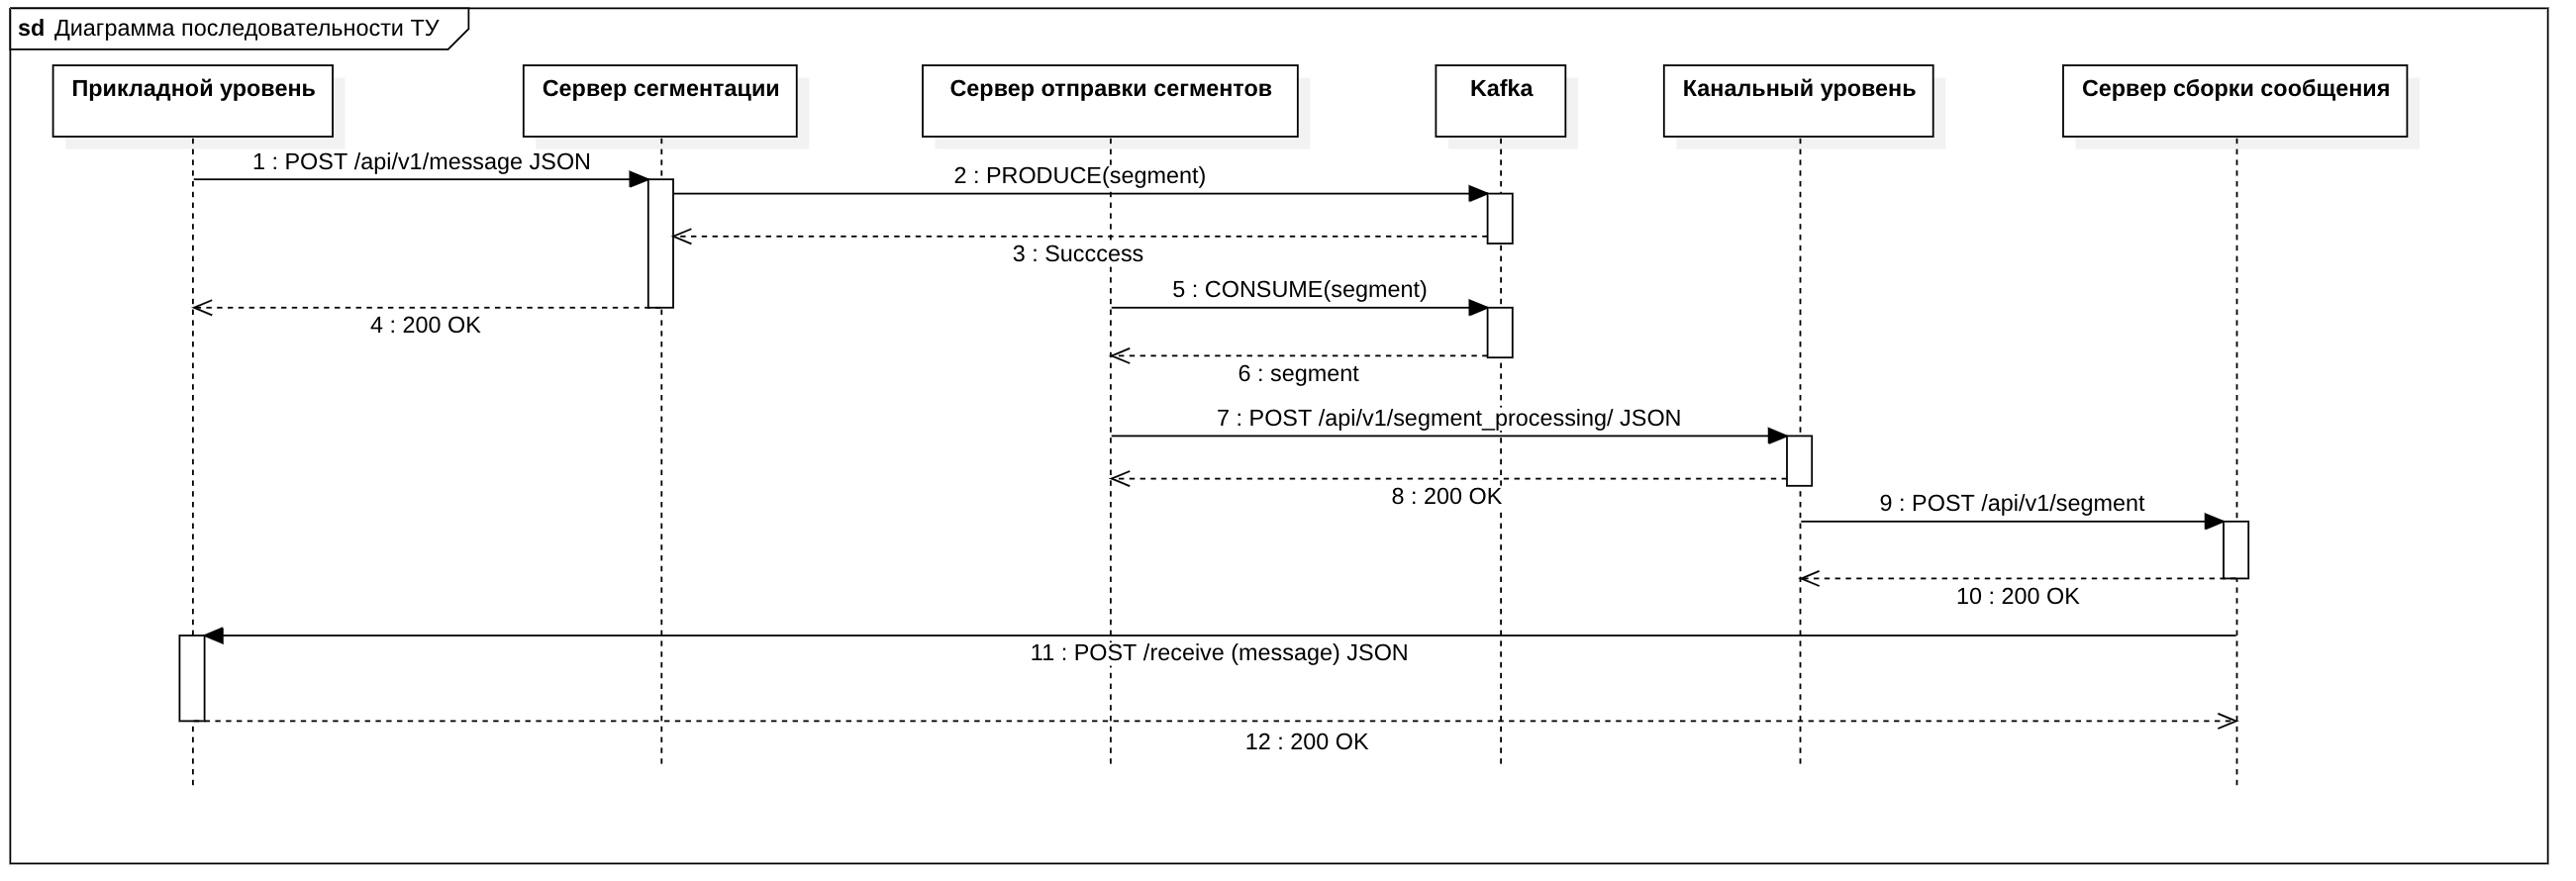 sd Диаграмма последовательности ТУ
Прикладной уровень
Сервер сегментации
Сервер отправки сегментов
Kafka
Канальный уровень
Сервер сборки сообщения
1 : POST /api/v1/message JSON
2 : PRODUCE(segment)
3 : Succcess
5 : CONSUME(segment)
4 : 200 OK
6 : segment
7 : POST /api/v1/segment_processing/ JSON
8 : 200 OK
9 : POST /api/v1/segment
10 : 200 OK
11 : POST /receive (message) JSON
12 : 200 OK